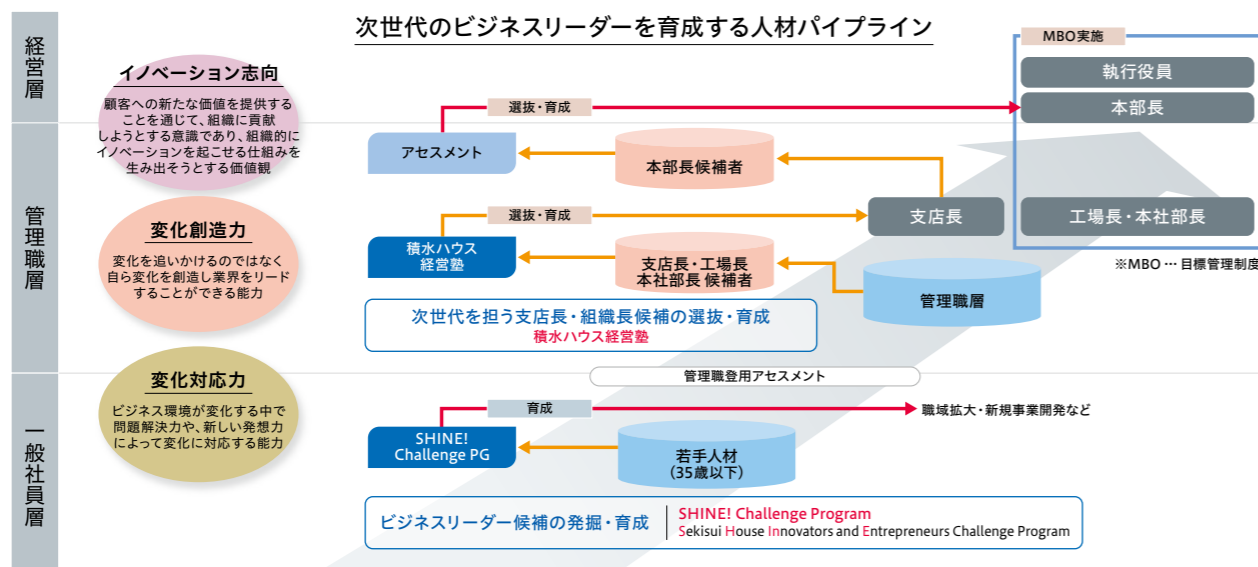 次世代のビジネスリーダーを育成する人材パイプライン
経営層
管理職層
一般社員層
イノベーション志向
顧客への新たな価値を提供する
ことを通じて、組織に貢献
しようとする意識であり、組織的に
イノベーションを起こせる仕組みを
生み出そうとする価値観
変化創造力
変化を追いかけるのではなく
自ら変化を創造し業界をリード
することができる能力
変化対応力
ビジネス環境が変化する中で
問題解決力や、新しい発想力
によって変化に対応する能力
MBO実施
執行役員
本部長
選抜・育成
アセスメント
本部長候補者
選抜・育成
支店長
工場長・本社部長
積水ハウス
経営塾
支店長・工場長
本社部長 候補者
管理職層
※MBO … 目標管理制度
次世代を担う支店長・組織長候補の選抜・育成
積水ハウス経営塾
管理職登用アセスメント
育成
職域拡大・新規事業開発など
SHINE!
Challenge PG
若手人材
（35歳以下）
ビジネスリーダー候補の発掘・育成
SHINE! Challenge Program
Sekisui House Innovators and Entrepreneurs Challenge Program